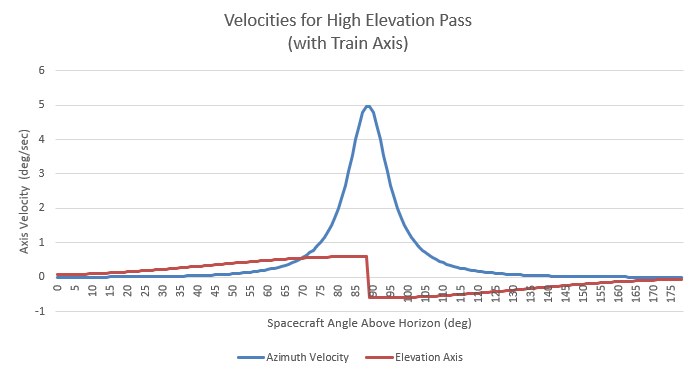 Velocities for High Elevation Pass
(with Train Axis)
6
5
4
3
2
1
0
-1
Axis Velocity (deg/sec)
0 5 10 15 20 25 30 35 40 45 50 55 60 65 70 75 80 85 90 95 100 105 110 115 120 125 130 135 140 145 150 155 160 165 170 175
Spacecraft Angle Above Horizon (deg)
Azimuth Velocity Elevation Axis